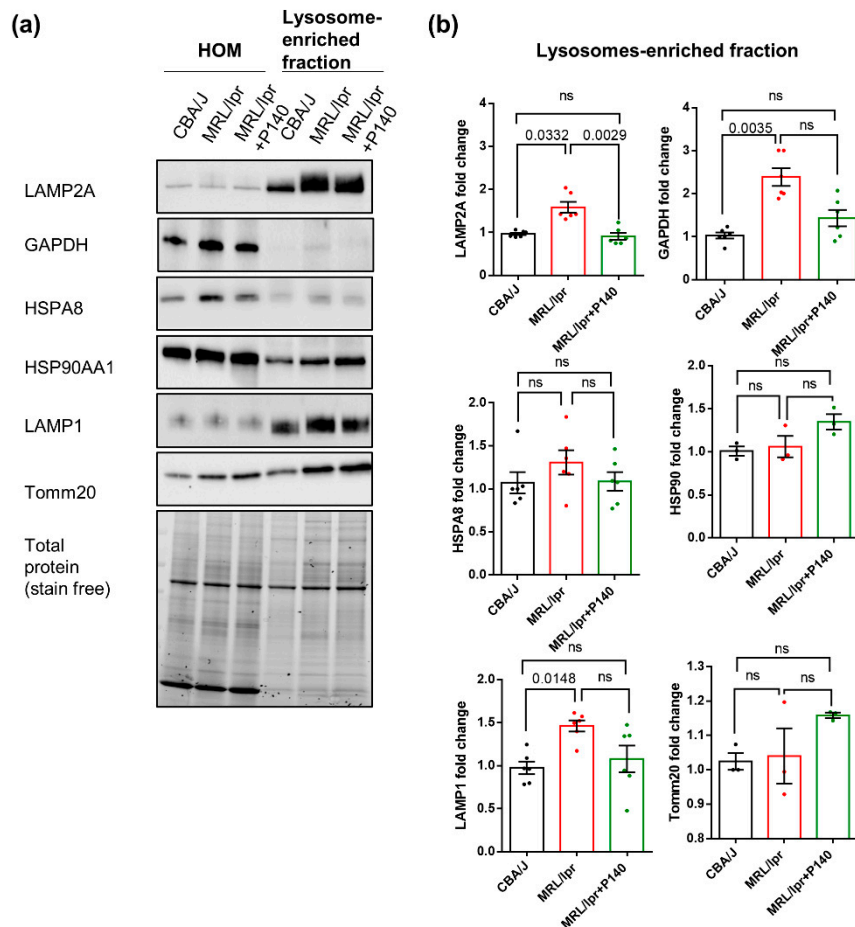 (a)
HOM
Lysosome-
enriched
fraction
CBA/J
MRL/lpr
MRL/lpr
+P140
CBA/J
MRL/lpr
MRL/lpr
+P140
LAMP2A
GAPDH
HSPA8
HSP90AA1
LAMP1
Tomm20
Total
protein
(stain free)
(b)
Lysosomes-enriched fraction
ns
0.0332 0.0029
LAMP2A fold change
4
3
2
1
0
CBA/J
MRL/lpr
MRL/lpr+P140
ns
0.0035 ns
GAPDH fold change
4
3
2
1
0
CBA/J
MRL/lpr
MRL/lpr+P140
ns
ns ns
HSPA8 fold change
2.0
1.5
1.0
0.5
0.0
CBA/J
MRL/lpr
MRL/lpr+P140
ns
ns ns
HSP90 fold change
2.0
1.5
1.0
0.5
0.0
CBA/J
MRL/lpr
MRL/lpr+P140
ns
0.0148 ns
LAMP1 fold change
2.0
1.5
1.0
0.5
0.0
CBA/J
MRL/lpr
MRL/lpr+P140
ns
ns ns
Tomm20 fold change
1.3
1.2
1.1
1.0
0.9
0.8
CBA/J
MRL/lpr
MRL/lpr+P140